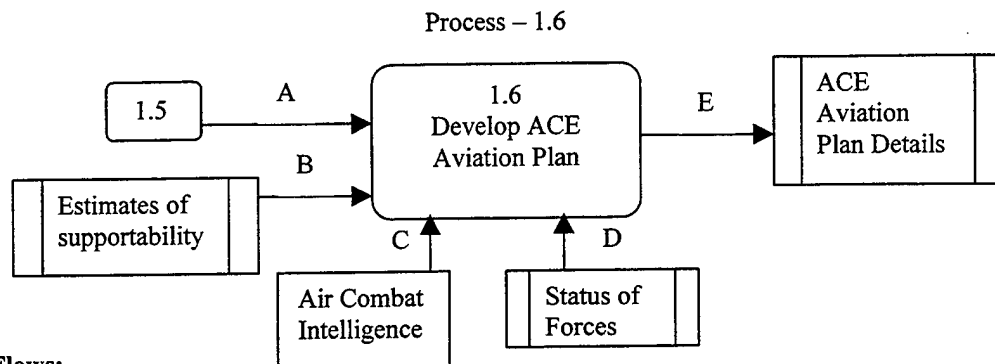 Process – 1.6
A
1.5
1.6
Develop ACE
Aviation Plan
E
ACE
Aviation
Plan Details
B
Estimates of
supportability
C
D
Air Combat
Intelligence
Status of
Forces
Flows: